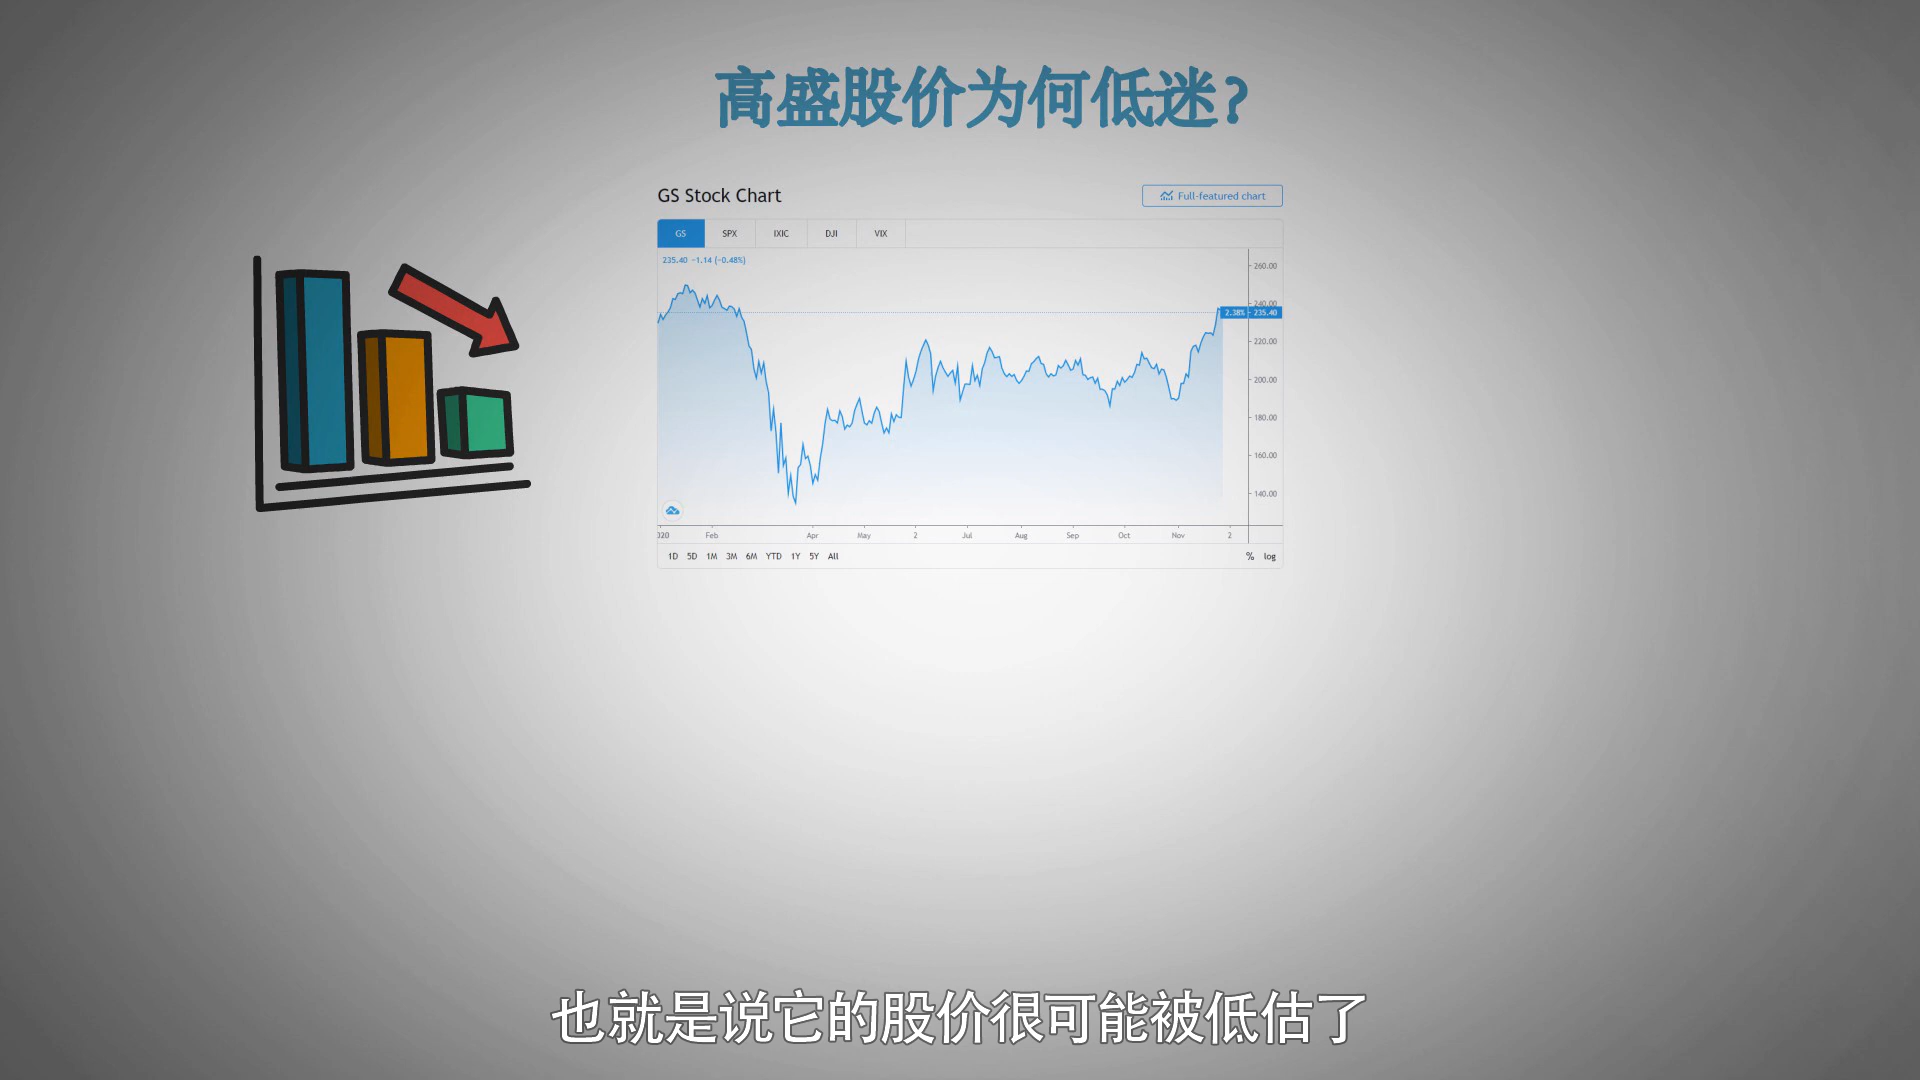 高盛股价为何低迷?
GS Stock Chart
Full-featured chart
GS SPX IXIC DJI VIX
235.40 −1.14 (−0.48%)
260.00
240.00
2.38% 235.40
220.00
200.00
180.00
160.00
140.00
020 Feb Apr May 2 Jul Aug Sep Oct Nov 2
1D 5D 1M 3M 6M YTD 1Y 5Y All % log
也就是说它的股价很可能被低估了